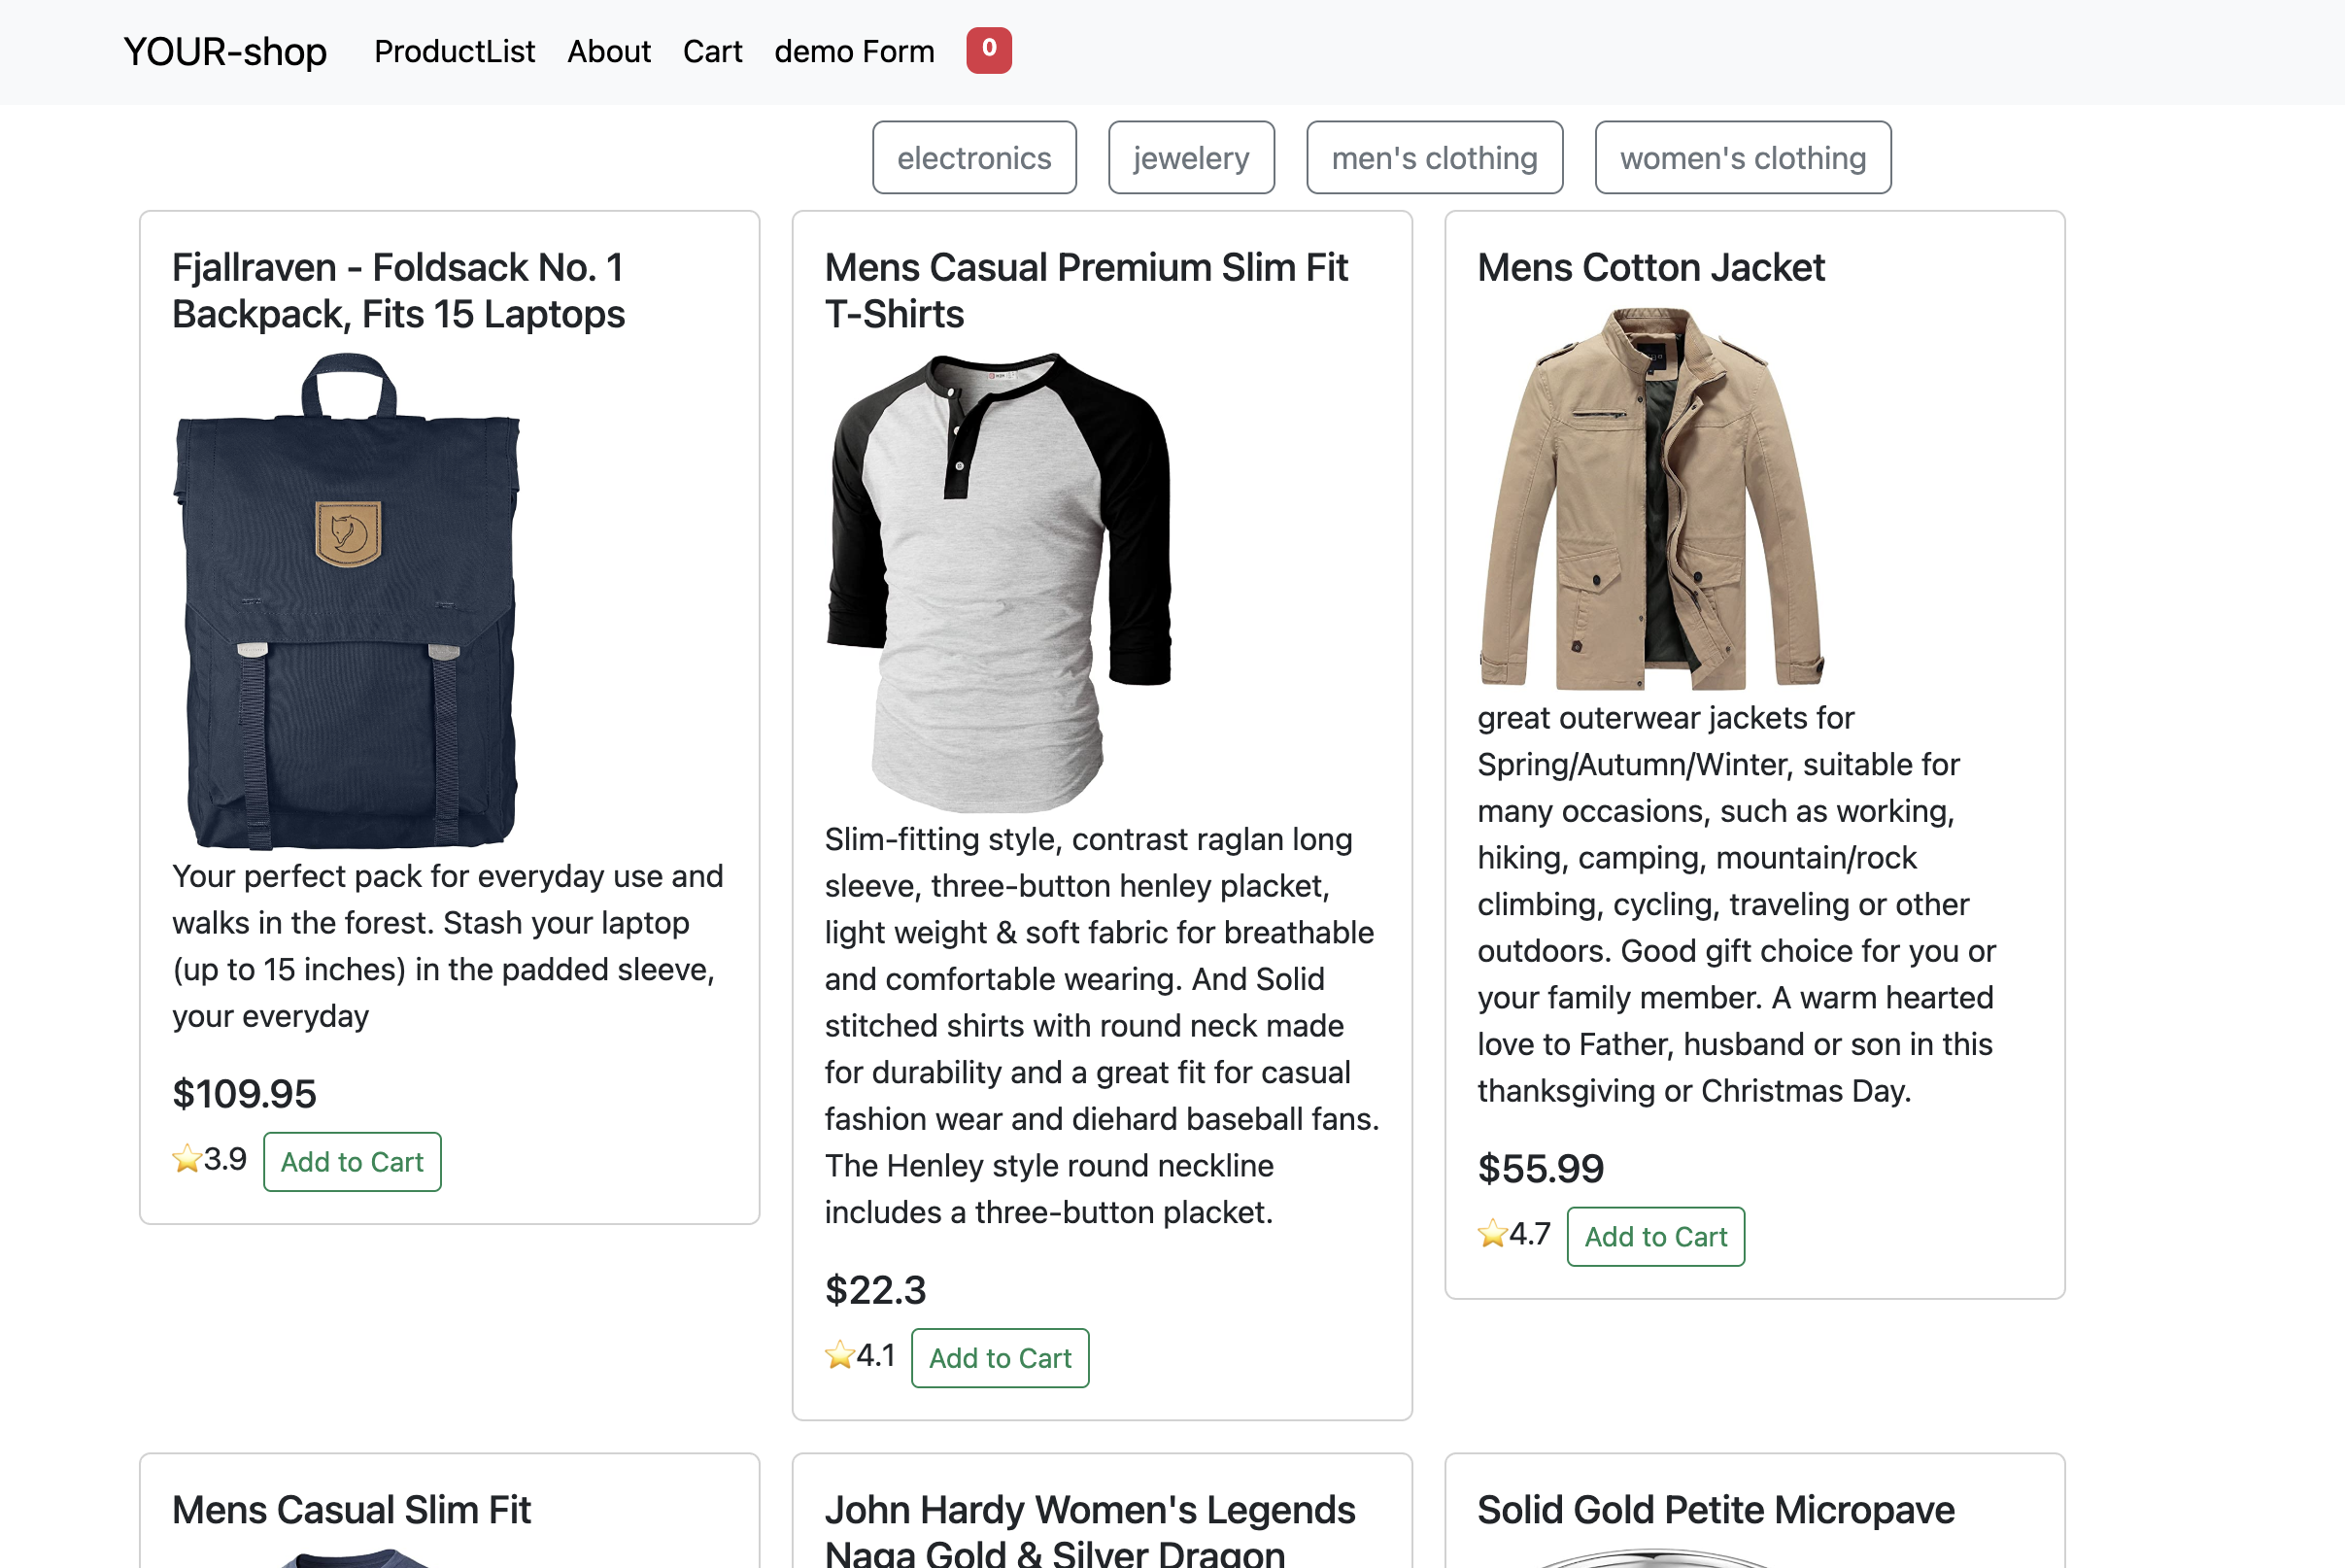 YOUR-shop ProductList About Cart demo Form 0
electronics jewelery men's clothing women's clothing
Fjallraven - Foldsack No. 1
Backpack, Fits 15 Laptops
Your perfect pack for everyday use and
walks in the forest. Stash your laptop
(up to 15 inches) in the padded sleeve,
your everyday
$109.95
⭐3.9 Add to Cart
Mens Casual Premium Slim Fit
T-Shirts
Slim-fitting style, contrast raglan long
sleeve, three-button henley placket,
light weight & soft fabric for breathable
and comfortable wearing. And Solid
stitched shirts with round neck made
for durability and a great fit for casual
fashion wear and diehard baseball fans.
The Henley style round neckline
includes a three-button placket.
$22.3
⭐4.1 Add to Cart
Mens Cotton Jacket
great outerwear jackets for
Spring/Autumn/Winter, suitable for
many occasions, such as working,
hiking, camping, mountain/rock
climbing, cycling, traveling or other
outdoors. Good gift choice for you or
your family member. A warm hearted
love to Father, husband or son in this
thanksgiving or Christmas Day.
$55.99
⭐4.7 Add to Cart
Mens Casual Slim Fit
John Hardy Women's Legends
Naga Gold & Silver Dragon
Solid Gold Petite Micropave